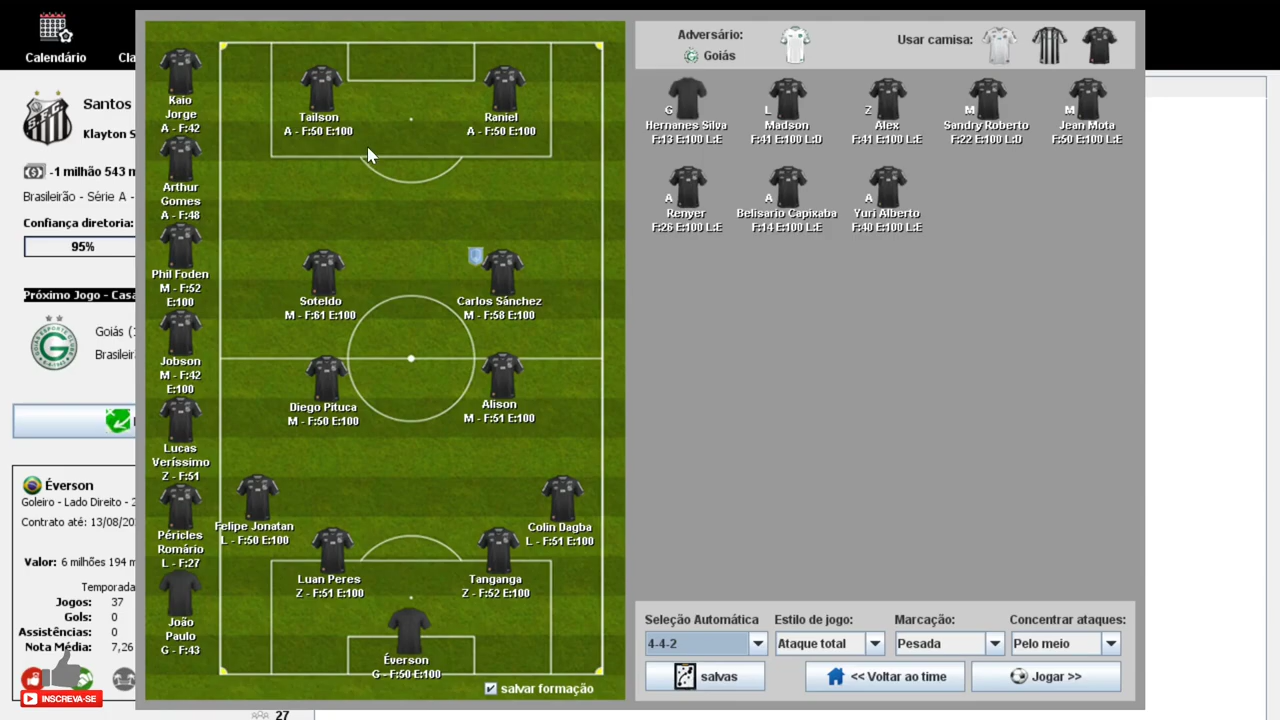 Calendário
Cla
Santos
Klayton S
-1 milhão 543 m
Brasileirão - Série A -
Confiança diretoria:
95%
Próximo Jogo - Casa
Goiás (1
Brasileir
Éverson
Goleiro - Lado Direito - 2
Contrato até: 13/08/20
Valor: 6 milhões 194 m
Temporada
Jogos: 37
Gols: 0
Assistências: 0
Nota Média: 7,26
INSCREVA-SE
27
Kaio
Jorge
A - F:42
Arthur
Gomes
A - F:48
Phil Foden
M - F:52
E:100
Jobson
M - F:42
E:100
Lucas
Veríssimo
Z - F:51
Péricles
Romário
L - F:27
João
Paulo
G - F:43
Tailson
A - F:50 E:100
Raniel
A - F:50 E:100
Soteldo
M - F:61 E:100
Carlos Sánchez
M - F:58 E:100
Diego Pituca
M - F:50 E:100
Alison
M - F:51 E:100
Felipe Jonatan
L - F:50 E:100
Colin Dagba
L - F:51 E:100
Luan Peres
Z - F:51 E:100
Tanganga
Z - F:52 E:100
Éverson
G - F:50 E:100
salvar formação
Adversário:
Goiás
Usar camisa:
G
Hernanes Silva
F:13 E:100 L:E
L
Madson
F:41 E:100 L:D
Z
Alex
F:41 E:100 L:E
M
Sandry Roberto
F:22 E:100 L:D
M
Jean Mota
F:50 E:100 L:E
A
Renyer
F:26 E:100 L:E
A
Belisario Capixaba
F:14 E:100 L:E
A
Yuri Alberto
F:40 E:100 L:E
Seleção Automática
4-4-2
Estilo de jogo:
Ataque total
Marcação:
Pesada
Concentrar ataques:
Pelo meio
salvas
<< Voltar ao time
Jogar >>